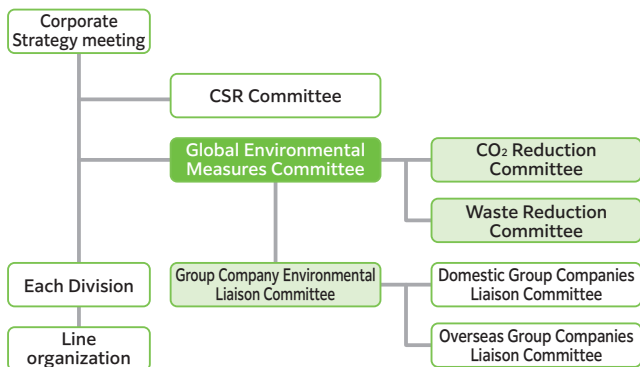 Corporate
Strategy meeting
CSR Committee
Global Environmental
Measures Committee
CO₂ Reduction
Committee
Waste Reduction
Committee
Each Division
Group Company Environmental
Liaison Committee
Domestic Group Companies
Liaison Committee
Line
organization
Overseas Group Companies
Liaison Committee